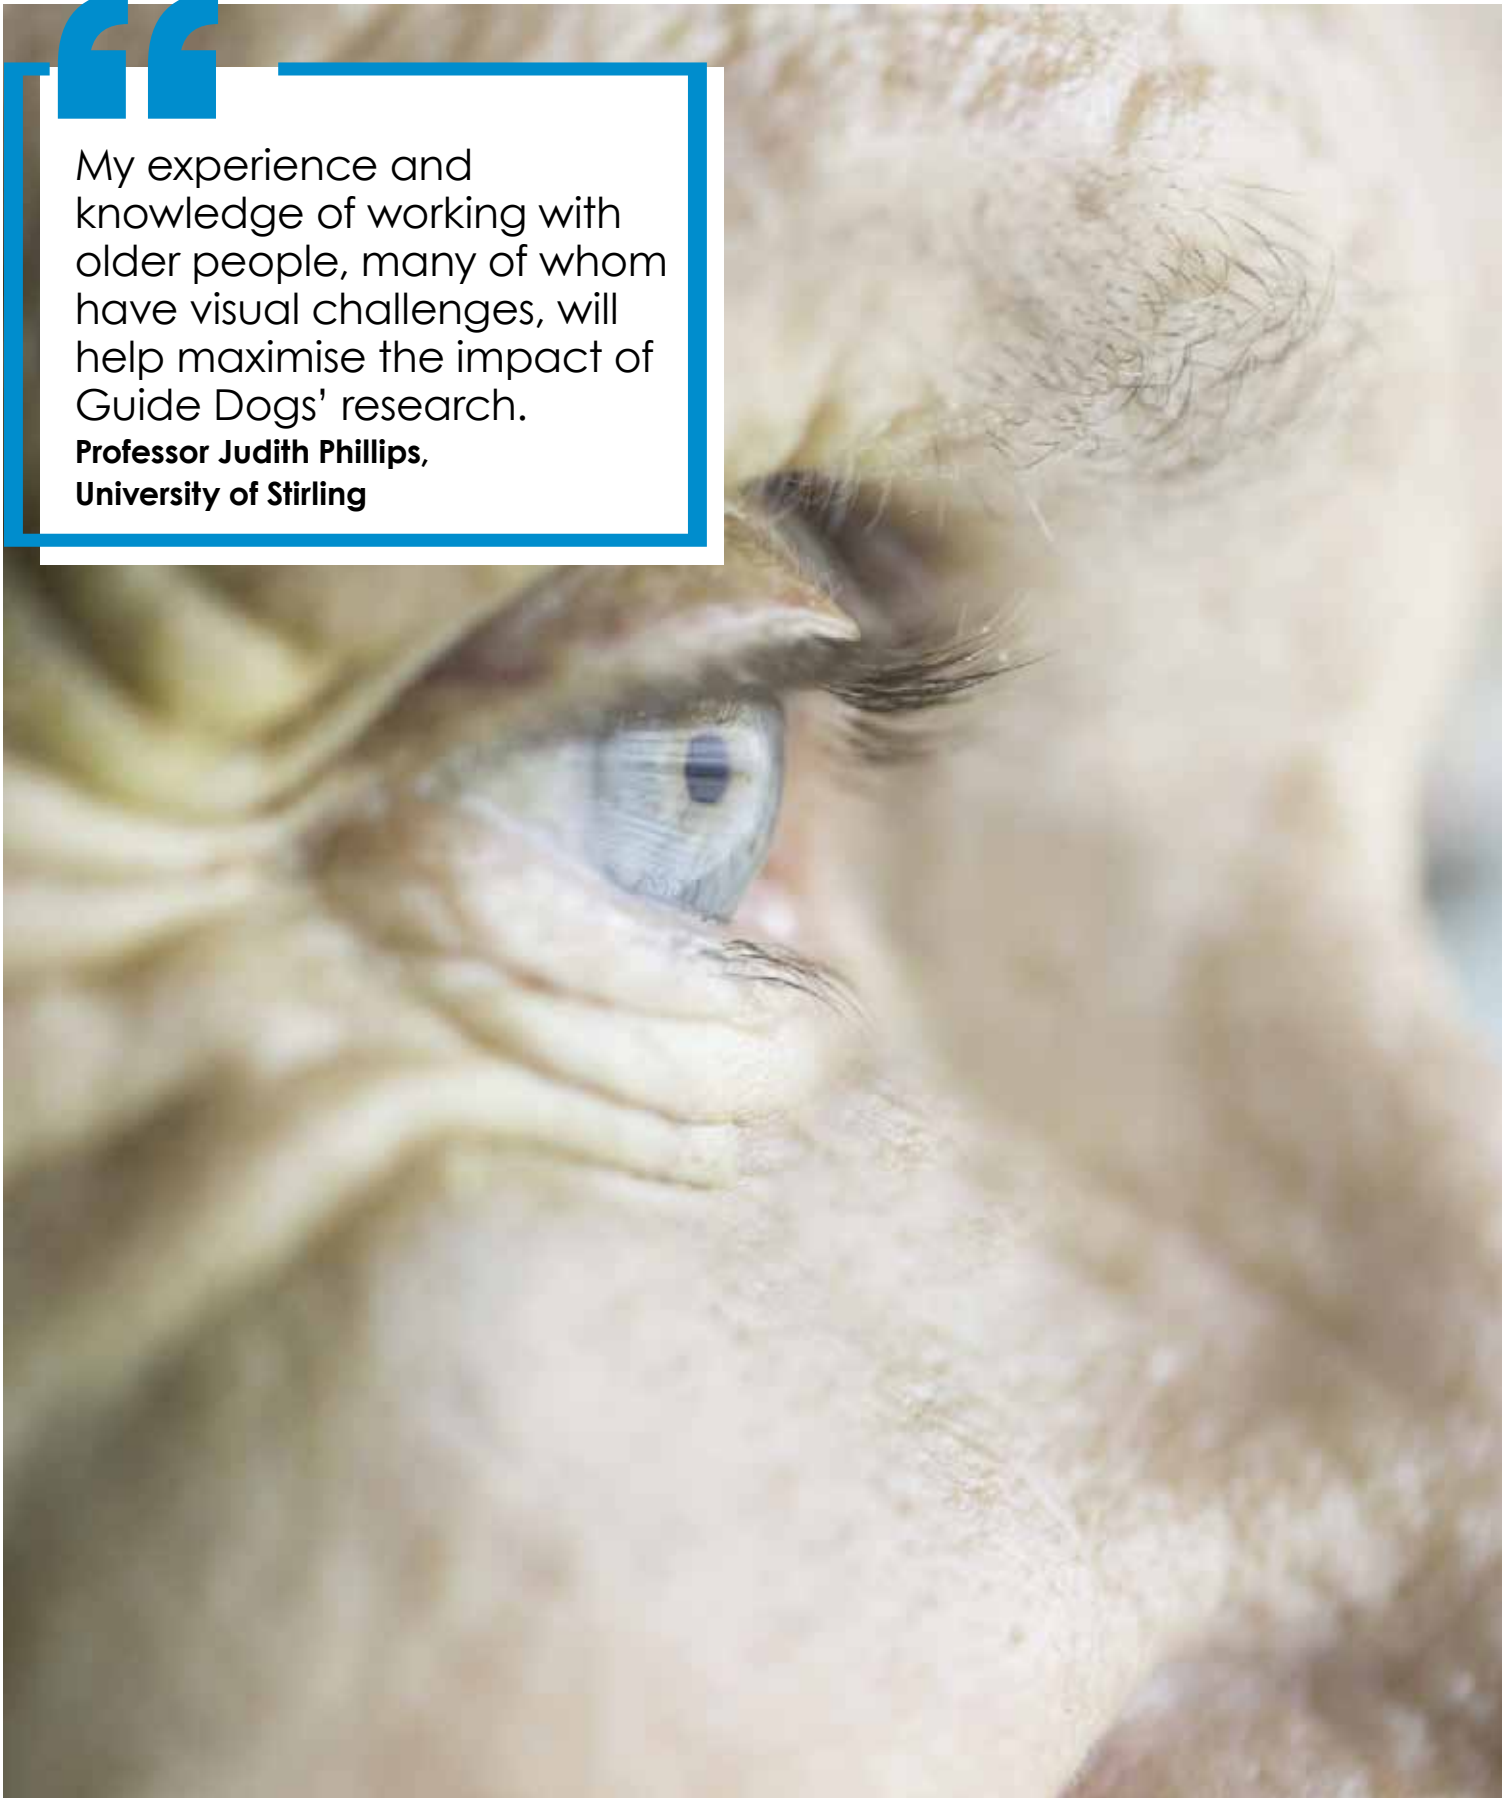 My experience and
knowledge of working with
older people, many of whom
have visual challenges, will
help maximise the impact of
Guide Dogs’ research.
Professor Judith Phillips,
University of Stirling